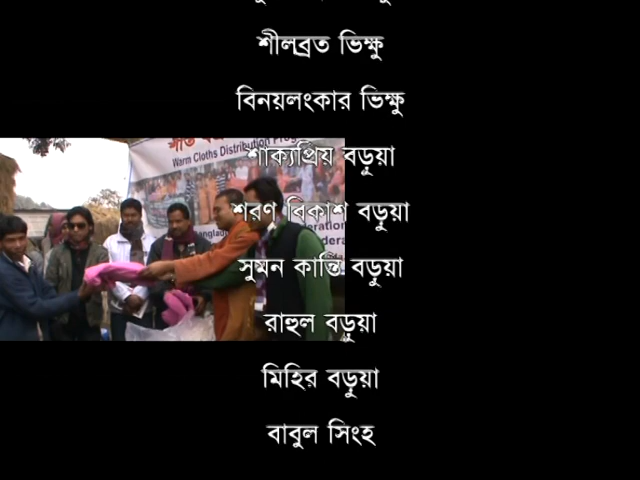 শীলব্রত ভিক্ষু
বিনয়লংকার ভিক্ষু
Warm Cloths Distribution
শাক্যপ্রিয় বড়ুয়া
শরণ বিকাশ বড়ুয়া
সুমন কান্তি বড়ুয়া
রাহুল বড়ুয়া
মিহির বড়ুয়া
বাবুল সিংহ